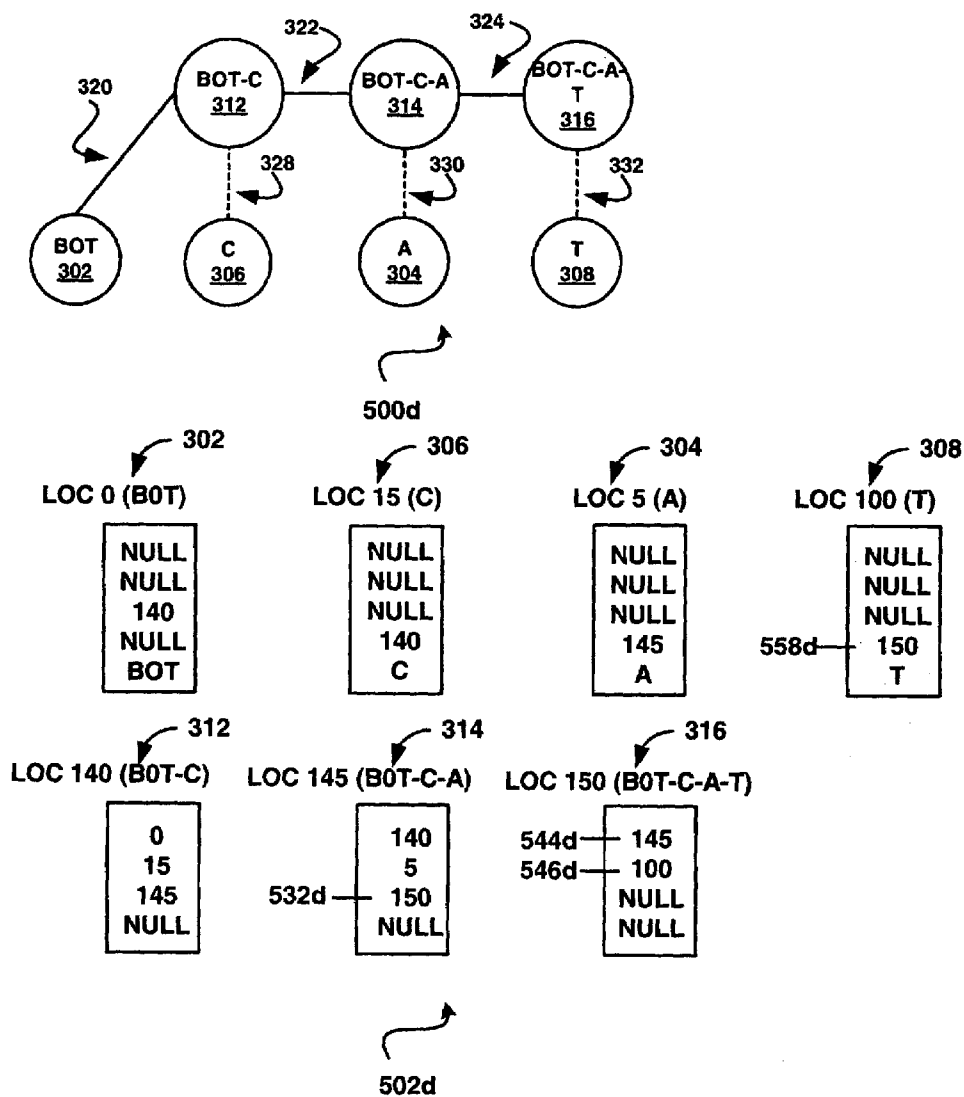 322
324
320
BOT-C
312
BOT-C-A
314
BOT-C-A-
T
316
328
330
332
BOT
302
C
306
A
304
T
308
500d
302
306
304
308
LOC 0 (B0T)
LOC 15 (C)
LOC 5 (A)
LOC 100 (T)
NULL
NULL
140
NULL
BOT
NULL
NULL
NULL
140
C
NULL
NULL
NULL
145
A
NULL
NULL
NULL
558d
150
T
312
314
316
LOC 140 (B0T-C)
LOC 145 (B0T-C-A)
LOC 150 (B0T-C-A-T)
0
15
145
NULL
140
5
532d
150
NULL
544d
145
546d
100
NULL
NULL
502d